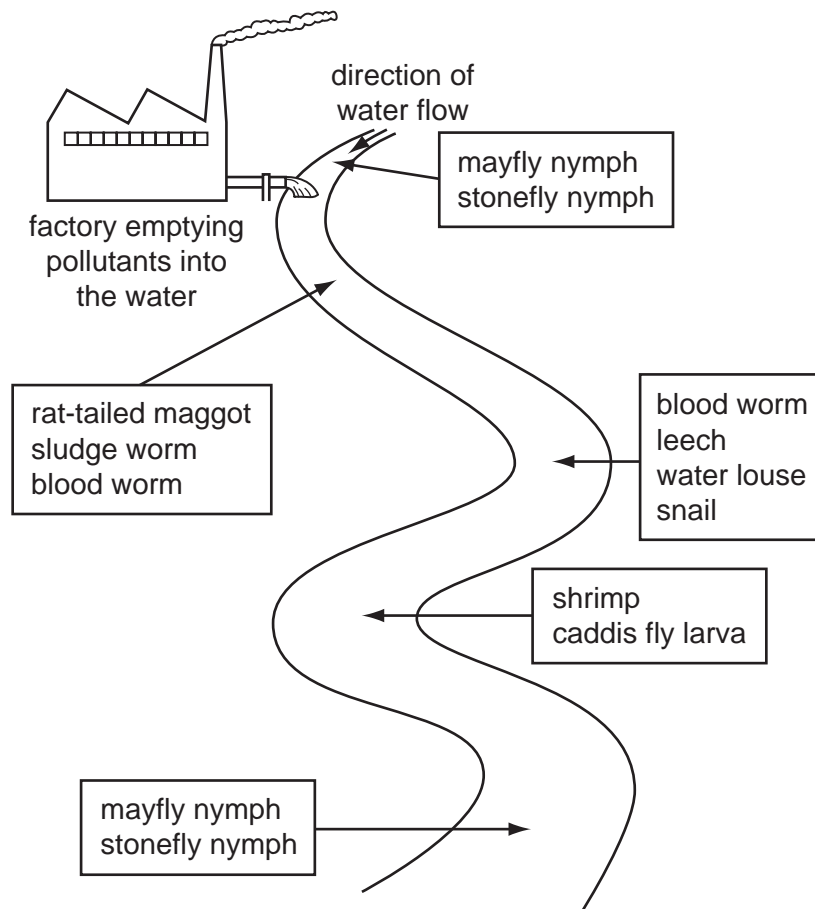 direction of
water flow
mayfly nymph
stonefly nymph
factory emptying
pollutants into
the water
rat-tailed maggot
sludge worm
blood worm
blood worm
leech
water louse
snail
shrimp
caddis fly larva
mayfly nymph
stonefly nymph